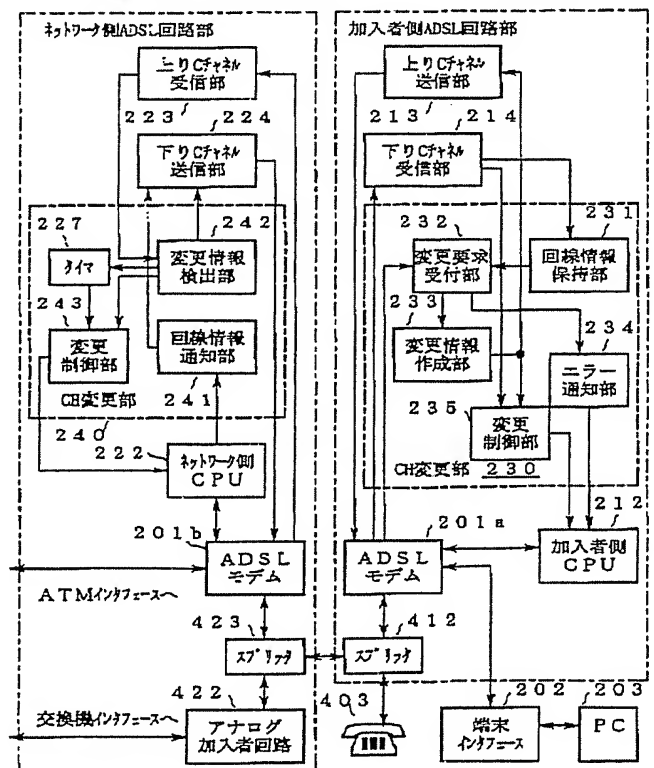 ネットワーク側ADSL回路部
上りCチャネル
受信部
223
224
下りCチャネル
送信部
227
242
タイマ
変更情報
検出部
243
変更
制御部
回線情報
通知部
CH変更部
241
240
222
ネットワーク側
CPU
201b
ADSL
モデム
ATMインタフェースへ
423
スプリッタ
422
交換機インタフェースへ
アナログ
加入者回路
加入者側ADSL回路部
上りCチャネル
送信部
213
214
下りCチャネル
受信部
232
231
変更要求
受付部
回線情報
保持部
233
234
変更情報
作成部
エラー
通知部
235
変更
制御部
CH変更部 230
212
201a
ADSL
モデム
加入者側
CPU
412
スプリッタ
403
202
203
端末
インタフェース
PC